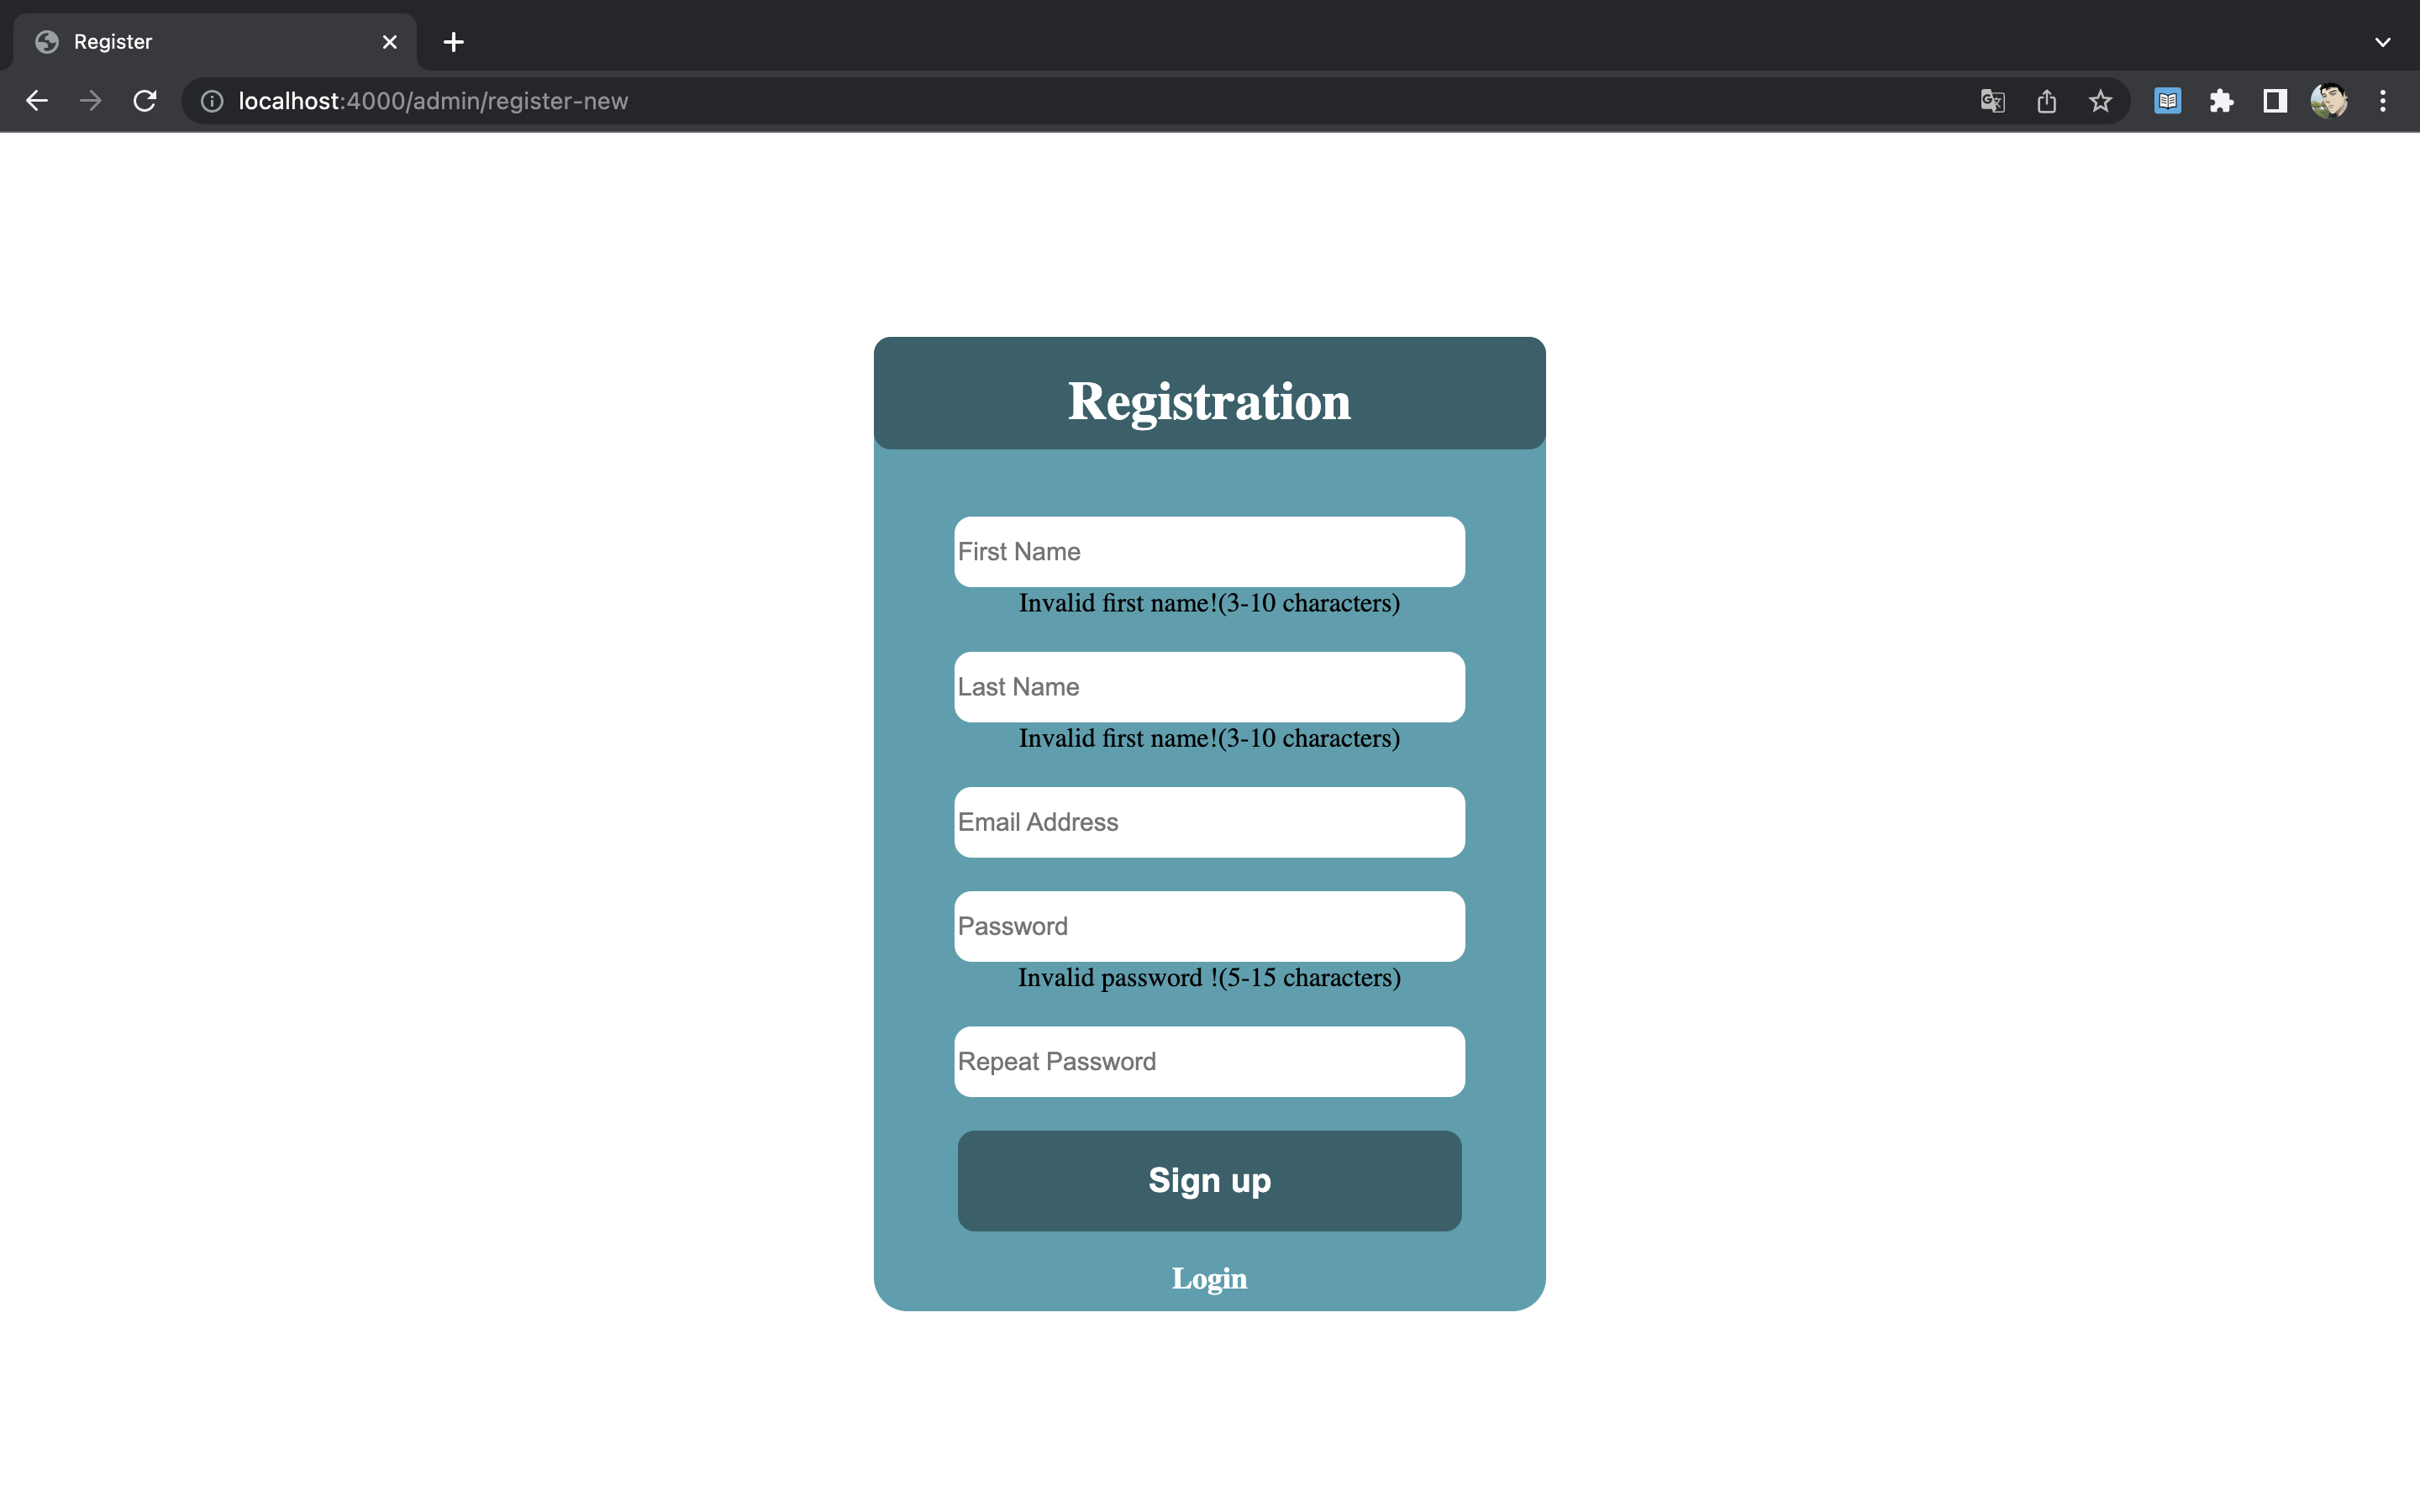 Register
localhost:4000/admin/register-new
Registration
First Name
Invalid first name!(3-10 characters)
Last Name
Invalid first name!(3-10 characters)
Email Address
Password
Invalid password !(5-15 characters)
Repeat Password
Sign up
Login